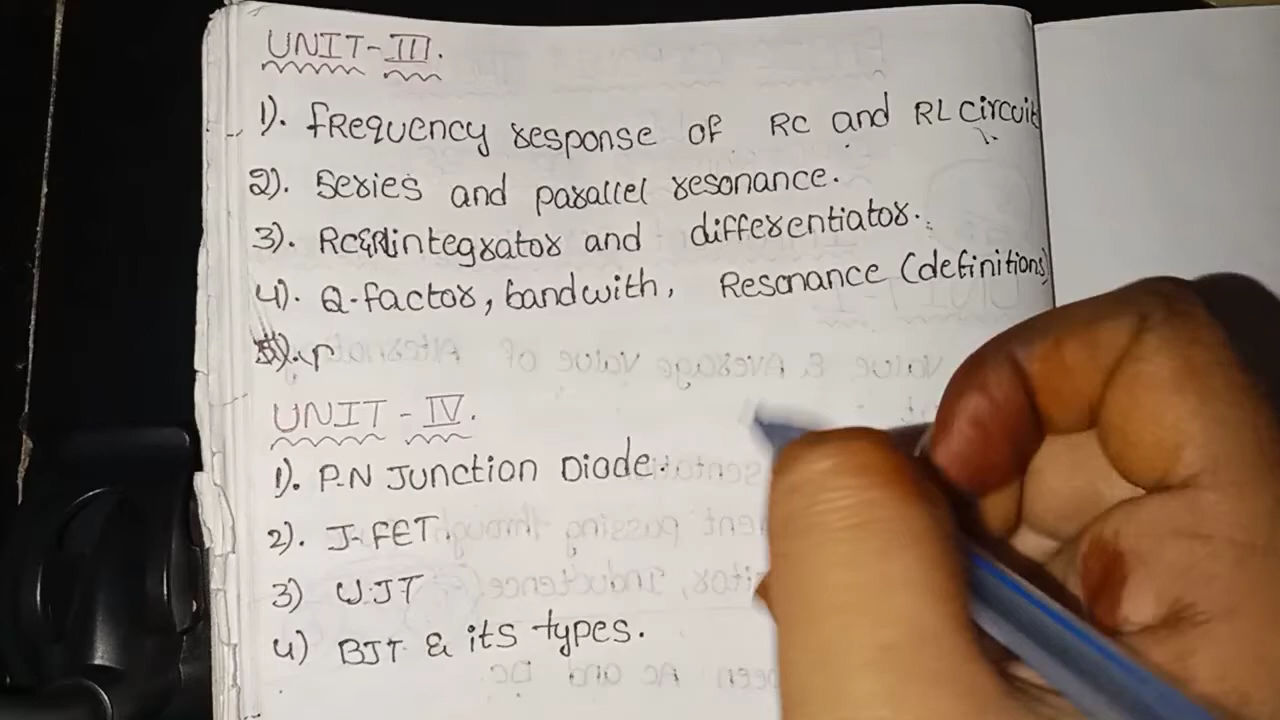 UNIT-III.
1). Frequency response of RC and RL Circuit
2). Series and parallel resonance.
3). RC&RL integrator and differentiator.
4). Q-factor, bandwith, Resonance (definitions)
UNIT-IV.
1). P-N Junction Diode.
2). J-FET.
3) UJT
4) BJT & its types.